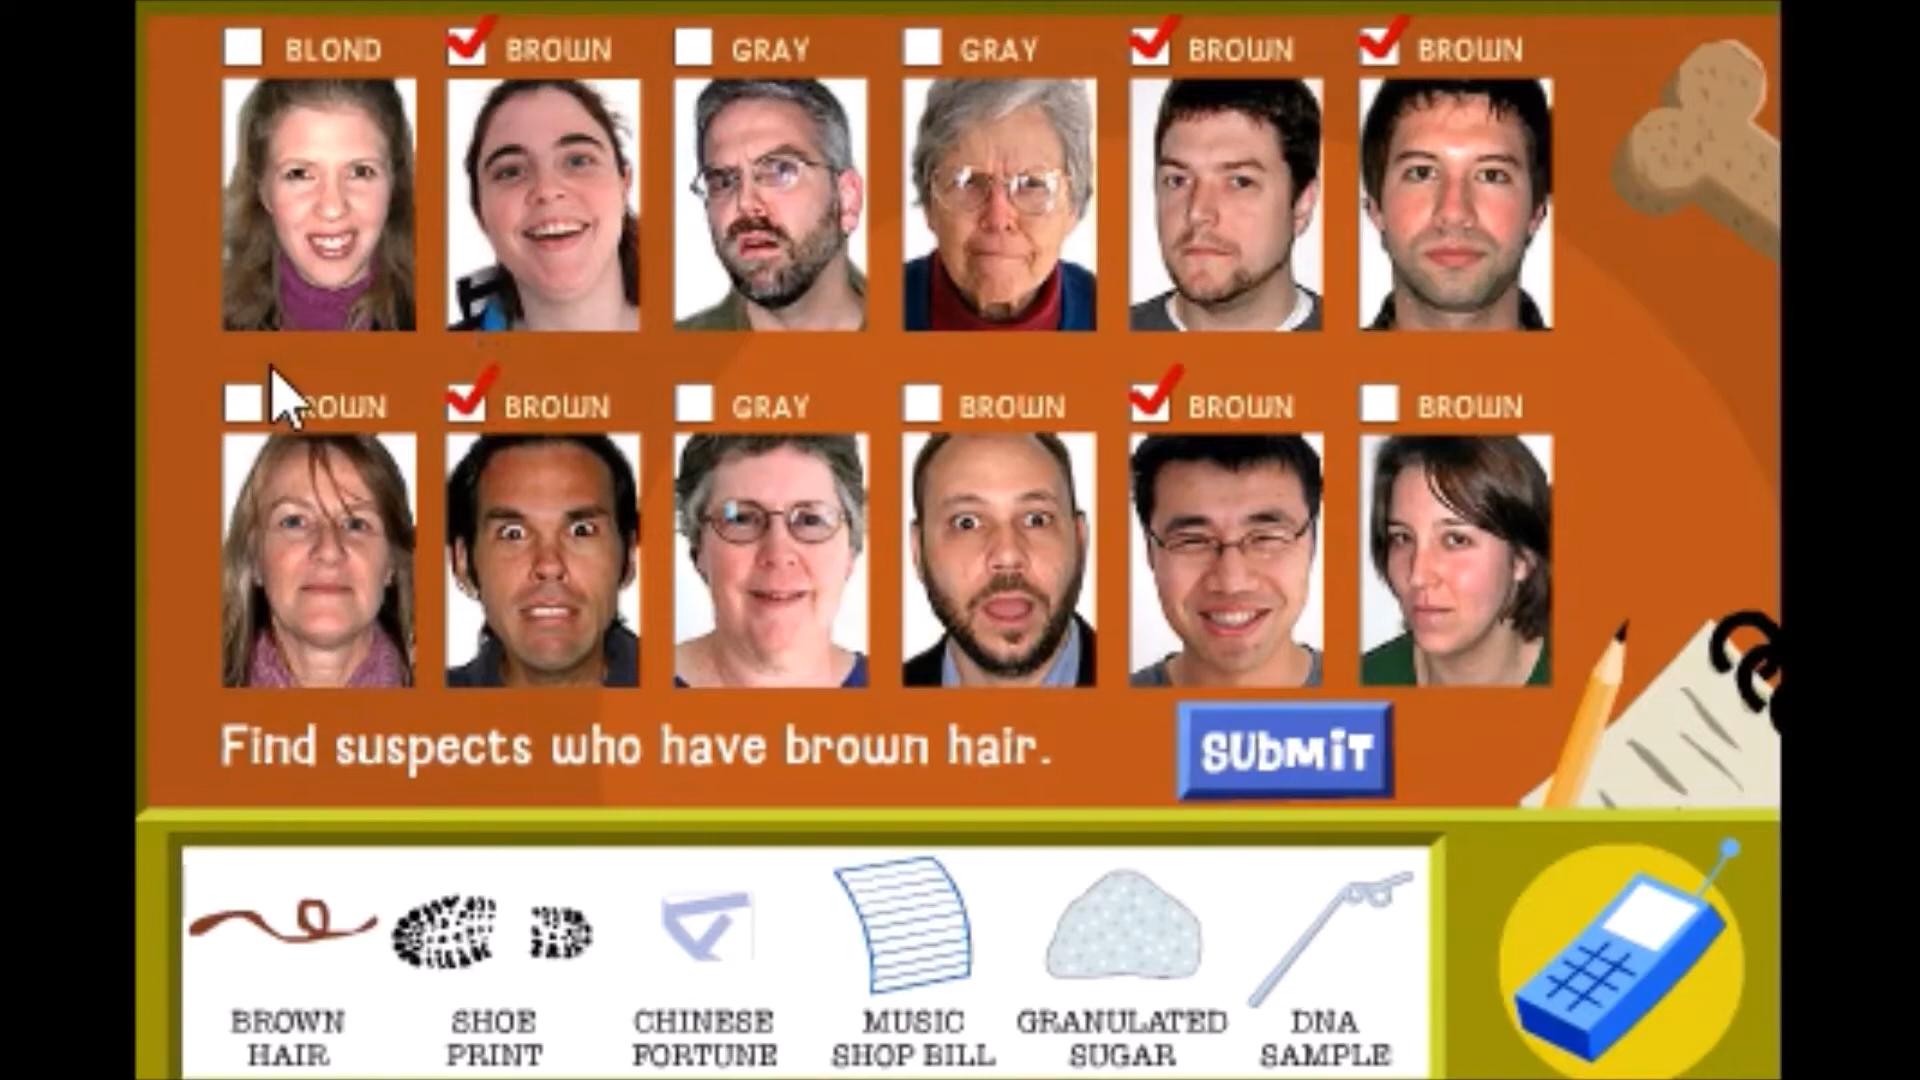 BLOND BROWN GRAY GRAY BROWN BROWN
OWN BROWN GRAY BROWN BROWN BROWN
Find suspects who have brown hair.
SUBMIT
BROWN HAIR
SHOE PRINT
CHINESE FORTUNE
MUSIC SHOP BILL
GRANULATED SUGAR
DNA SAMPLE